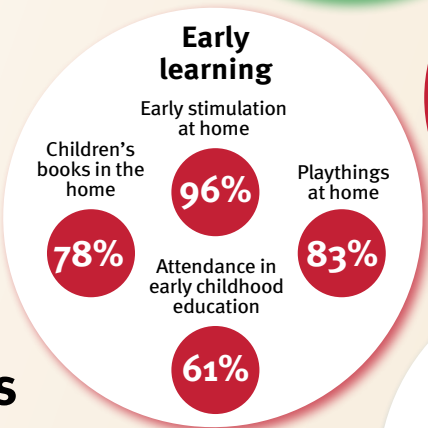 Early
learning
Early stimulation
at home
96%
Children's
books in the
home
78%
Playthings
at home
83%
Attendance in
early childhood
education
61%
s